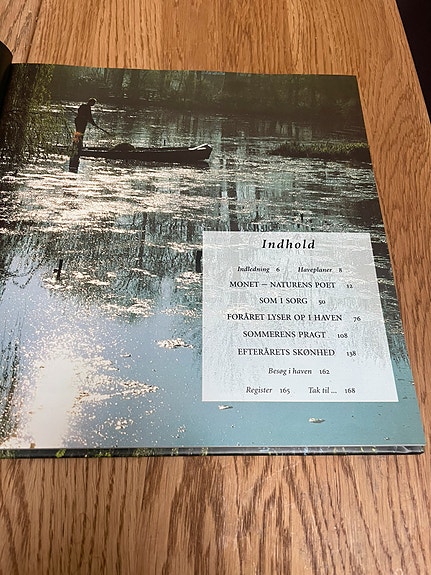 Indhold
Indledning 6 Haveplaner 8
MONET – NATURENS POET 12
SOM I SORG 50
FORÅRET LYSER OP I HAVEN 76
SOMMERENS PRAGT 108
EFTERÅRETS SKØNHED 138
Besøg i haven 162
Register 165 Tak til ... 168